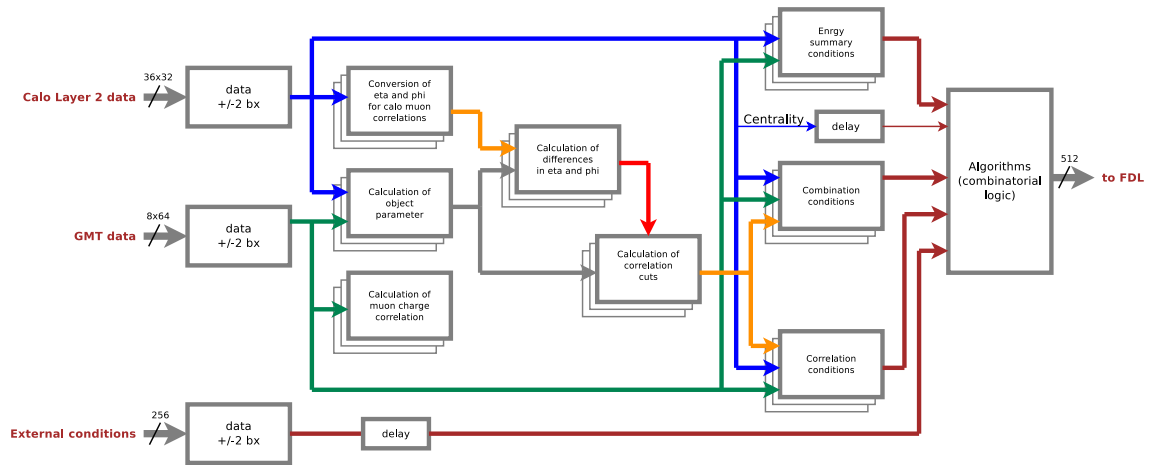 Enrgy
summary
conditions
36x32
Calo Layer 2 data
data
+/-2 bx
Conversion of
eta and phi
for calo muon
correlations
Centrality
delay
Calculation of
differences
in eta and phi
Algorithms
(combinatorial
logic)
512
to FDL
Calculation of
object
parameter
Combination
conditions
8x64
GMT data
data
+/-2 bx
Calculation of
correlation
cuts
Calculation of
muon charge
correlation
Correlation
conditions
256
External conditions
data
+/-2 bx
delay